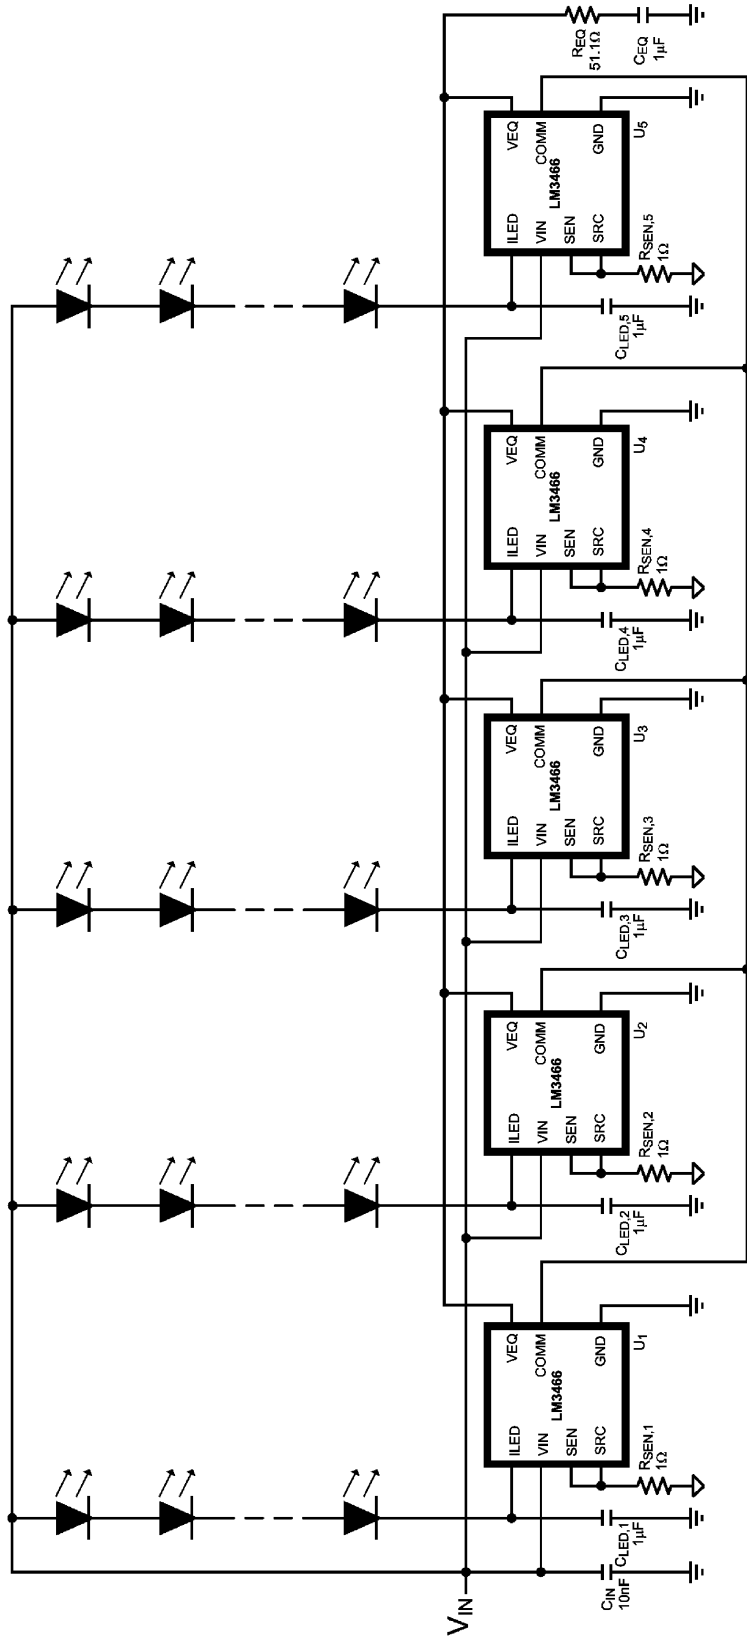 REQ
51.1Ω
CEQ
1µF
VEQ
COMM
GND
LM3466
ILED
VIN
SEN
SRC
U5
RSEN,5
1Ω
CLED,5
1µF
VEQ
COMM
GND
LM3466
ILED
VIN
SEN
SRC
U4
RSEN,4
1Ω
CLED,4
1µF
VEQ
COMM
GND
LM3466
ILED
VIN
SEN
SRC
U3
RSEN,3
1Ω
CLED,3
1µF
VEQ
COMM
GND
LM3466
ILED
VIN
SEN
SRC
U2
RSEN,2
1Ω
CLED,2
1µF
VEQ
COMM
GND
LM3466
ILED
VIN
SEN
SRC
U1
RSEN,1
1Ω
CLED,1
1µF
VIN
CIN
10nF